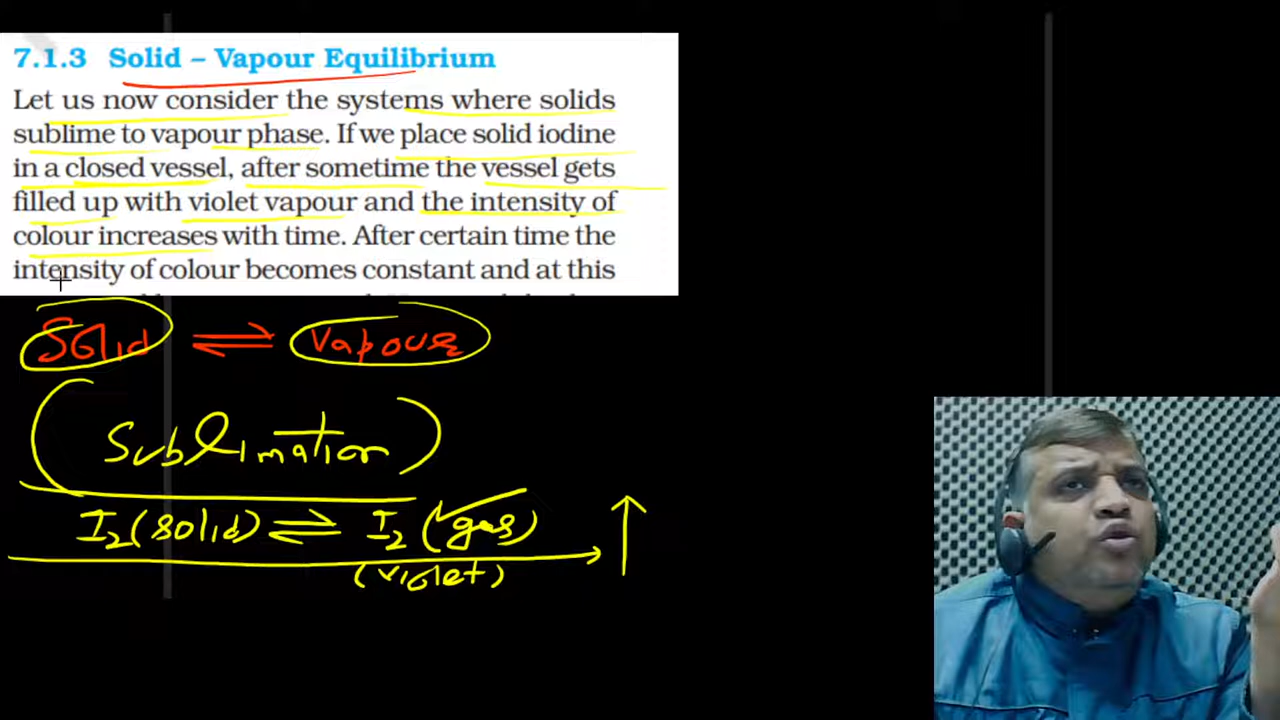 7.1.3 Solid – Vapour Equilibrium
Let us now consider the systems where solids
sublime to vapour phase. If we place solid iodine
in a closed vessel, after sometime the vessel gets
filled up with violet vapour and the intensity of
colour increases with time. After certain time the
intensity of colour becomes constant and at this
Solid ⇌ Vapour
(Sublimation)
I₂(solid) ⇌ I₂ (gas)
(violet)